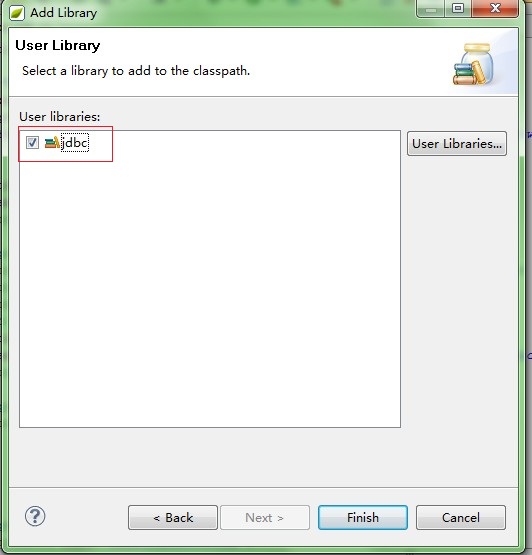 Add Library
User Library
Select a library to add to the classpath.
User libraries:
jdbc
User Libraries...
< Back
Next >
Finish
Cancel